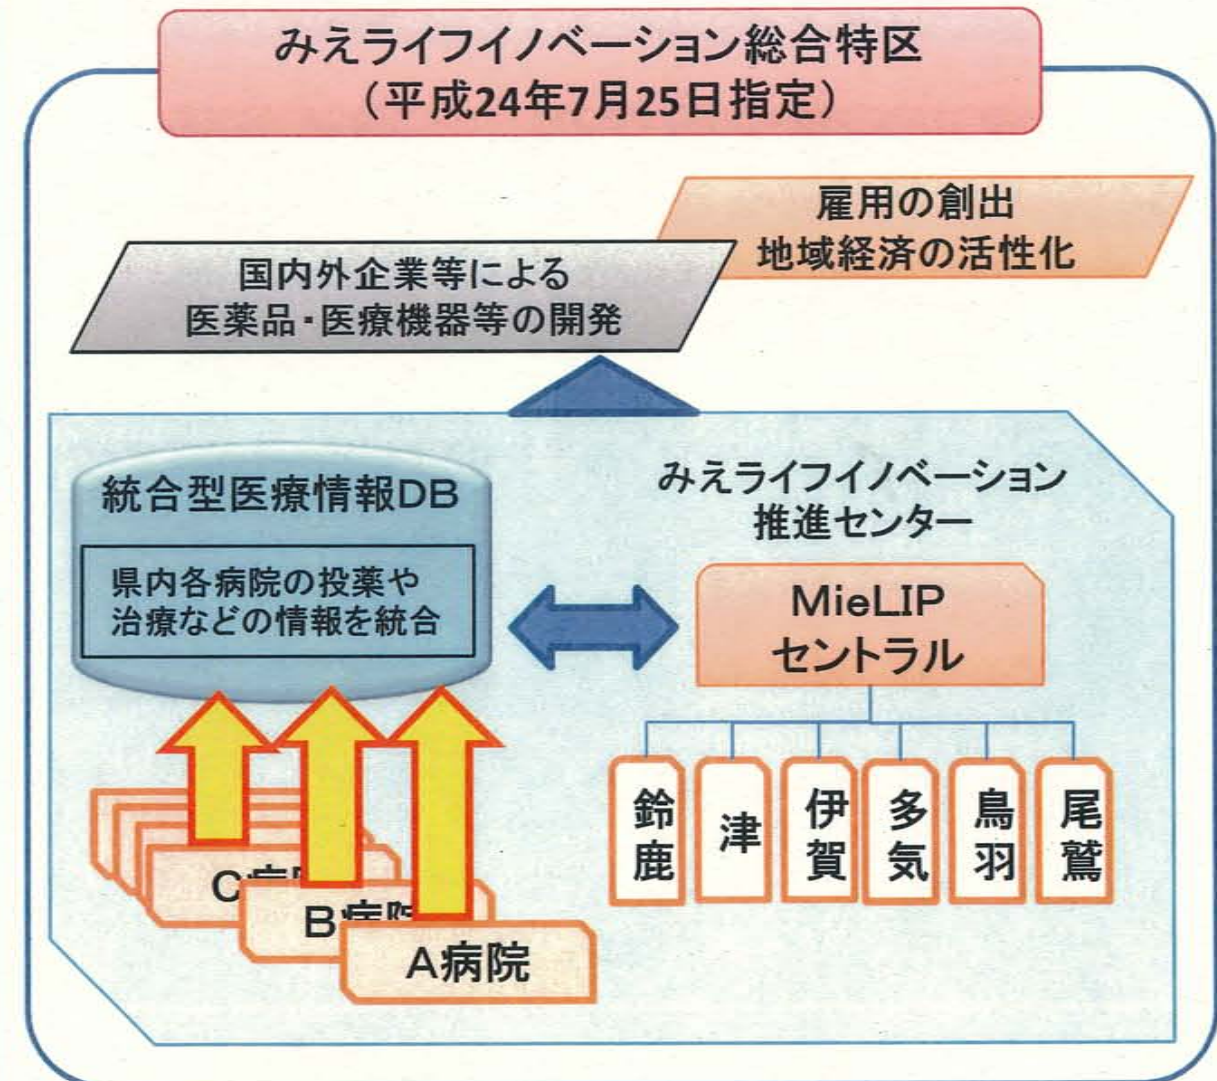 みえライフイノベーション総合特区
（平成24年7月25日指定）
雇用の創出
地域経済の活性化
国内外企業等による
医薬品・医療機器等の開発
統合型医療情報DB
県内各病院の投薬や
治療などの情報を統合
みえライフイノベーション
推進センター
MieLIP
セントラル
鈴鹿
津
伊賀
多気
鳥羽
尾鷲
C病院
B病院
A病院